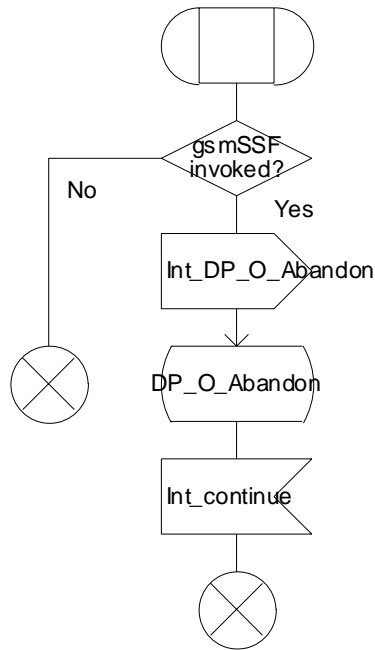 gsmSSF
invoked?
No
Yes
Int_DP_O_Abandon
DP_O_Abandon
Int_continue